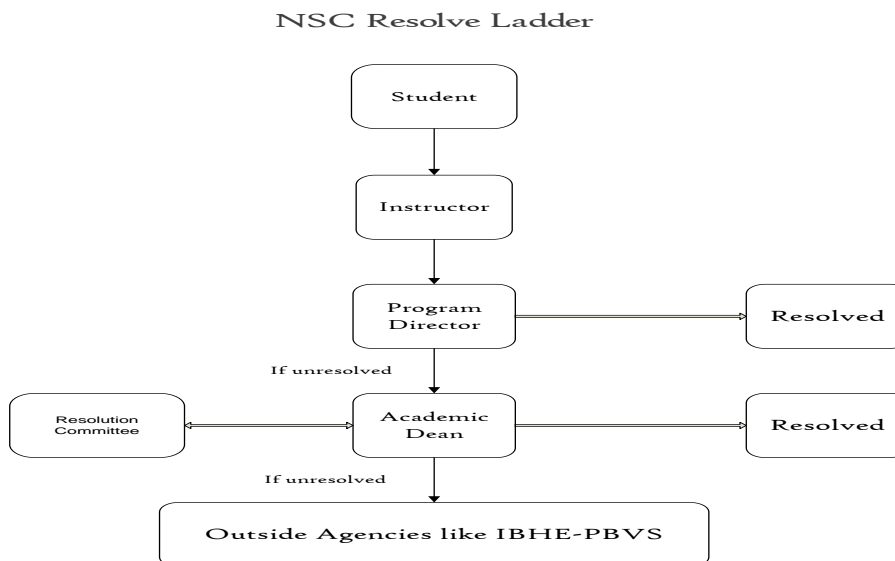 NSC Resolve Ladder
Student
Instructor
Program
Director
Resolved
If unresolved
Resolution
Committee
Academic
Dean
Resolved
If unresolved
Outside Agencies like IBHE-PBVS